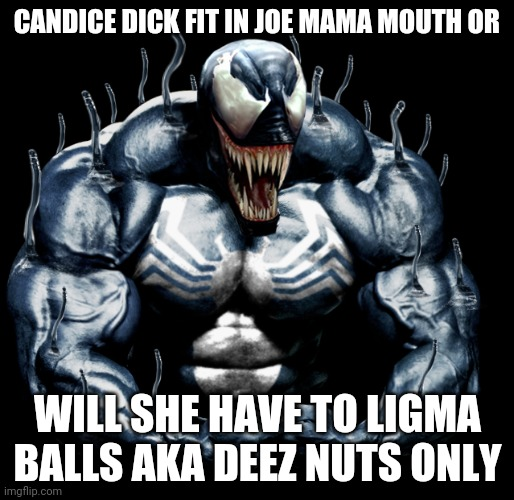 CANDICE DICK FIT IN JOE MAMA MOUTH OR
WILL SHE HAVE TO LIGMA
BALLS AKA DEEZ NUTS ONLY
imgflip.com